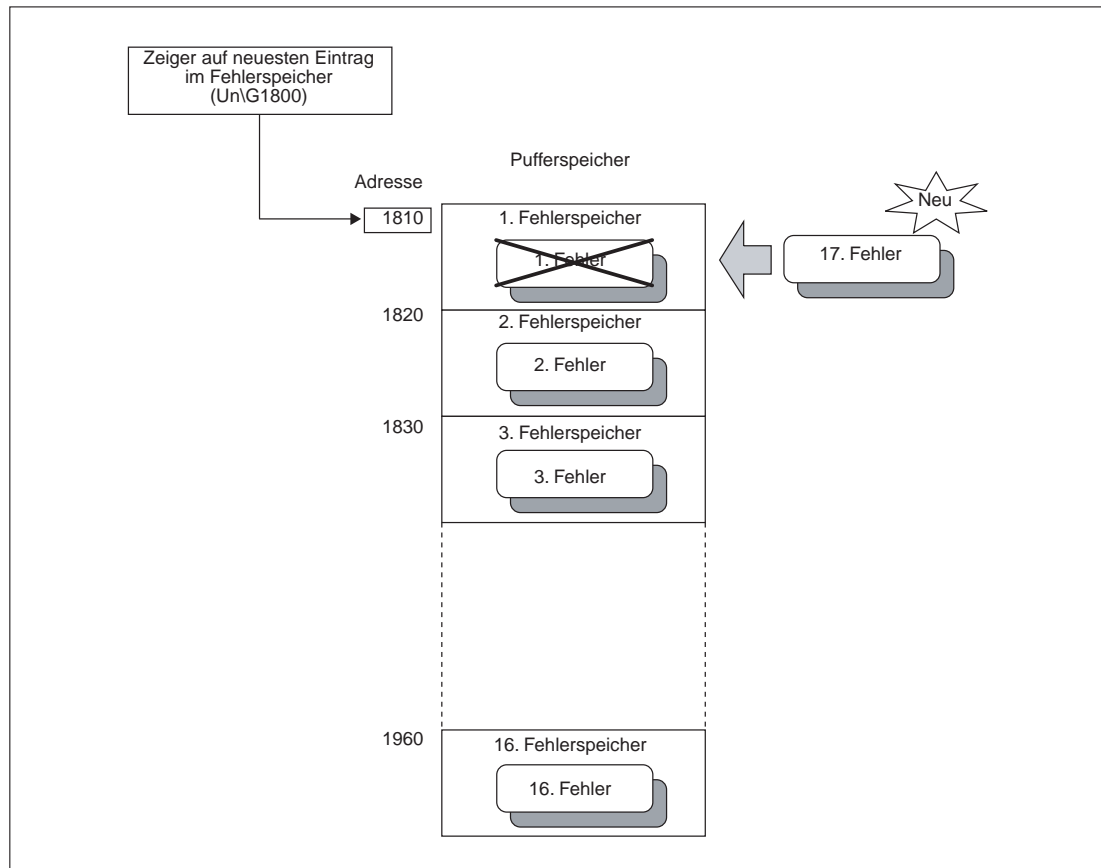 Zeiger auf neuesten Eintrag
im Fehlerspeicher
(Un\G1800)
Pufferspeicher
Adresse
1810
1. Fehlerspeicher
1. Fehler
Neu
17. Fehler
1820
2. Fehlerspeicher
2. Fehler
1830
3. Fehlerspeicher
3. Fehler
1960
16. Fehlerspeicher
16. Fehler